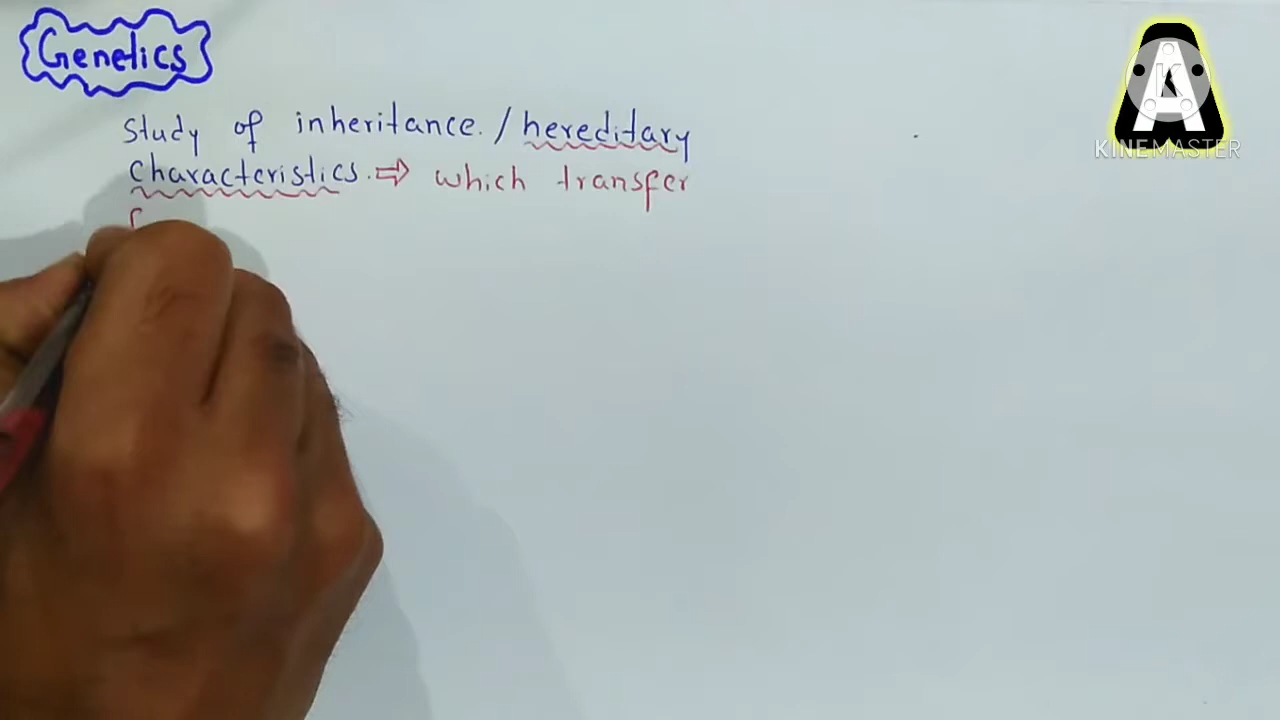 Genetics
Study of inheritance. / hereditary
characteristics. ⇒ which transfer
A
K
KINEMASTER